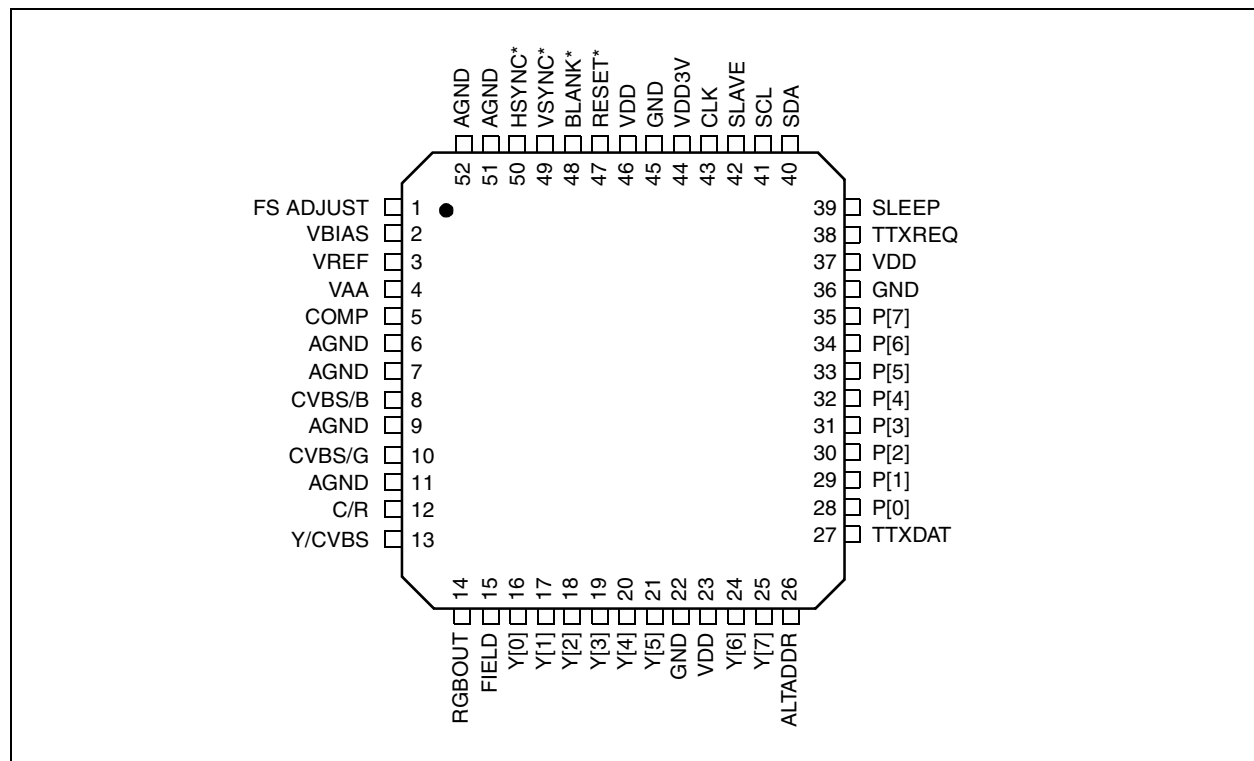 AGND
AGND
HSYNC*
VSYNC*
BLANK*
RESET*
VDD
GND
VDD3V
CLK
SLAVE
SCL
SDA
52
51
50
49
48
47
46
45
44
43
42
41
40
FS ADJUST 1
VBIAS 2
VREF 3
VAA 4
COMP 5
AGND 6
AGND 7
CVBS/B 8
AGND 9
CVBS/G 10
AGND 11
C/R 12
Y/CVBS 13
39 SLEEP
38 TTXREQ
37 VDD
36 GND
35 P[7]
34 P[6]
33 P[5]
32 P[4]
31 P[3]
30 P[2]
29 P[1]
28 P[0]
27 TTXDAT
14
15
16
17
18
19
20
21
22
23
24
25
26
RGBOUT
FIELD
Y[0]
Y[1]
Y[2]
Y[3]
Y[4]
Y[5]
GND
VDD
Y[6]
Y[7]
ALTADDR